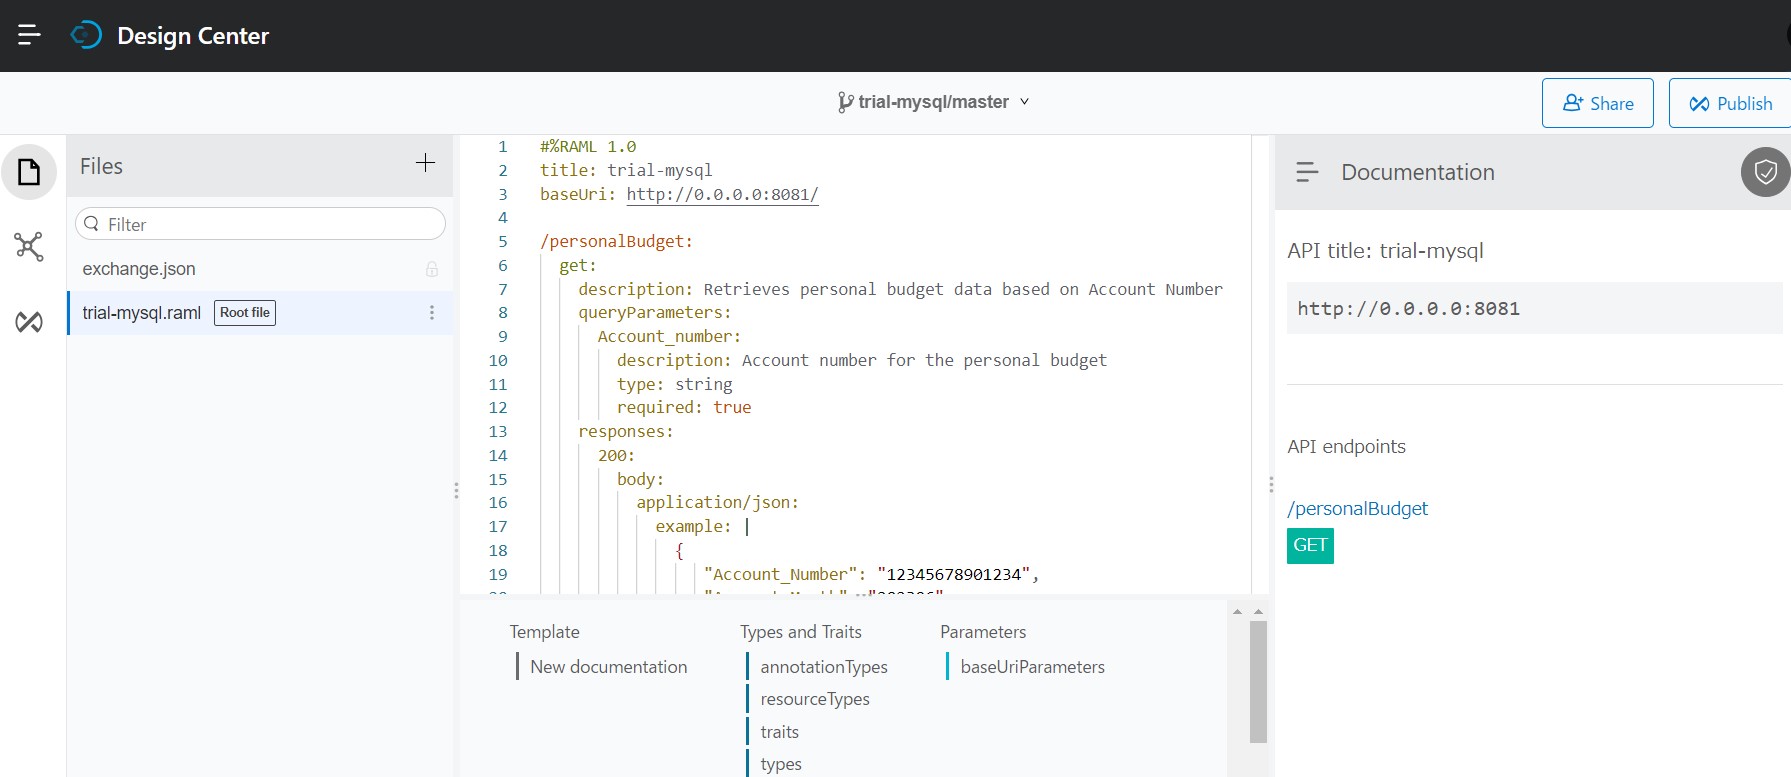 Design Center
trial-mysql/master
Share
Publish
Files
Filter
exchange.json
trial-mysql.raml Root file
1 #%RAML 1.0
2 title: trial-mysql
3 baseUri: http://0.0.0.0:8081/
4
5 /personalBudget:
6 get:
7 description: Retrieves personal budget data based on Account Number
8 queryParameters:
9 Account_number:
10 description: Account number for the personal budget
11 type: string
12 required: true
13 responses:
14 200:
15 body:
16 application/json:
17 example: |
18 {
19 "Account_Number": "12345678901234",
Template
New documentation
Types and Traits
annotationTypes
resourceTypes
traits
types
Parameters
baseUriParameters
Documentation
API title: trial-mysql
http://0.0.0.0:8081
API endpoints
/personalBudget
GET